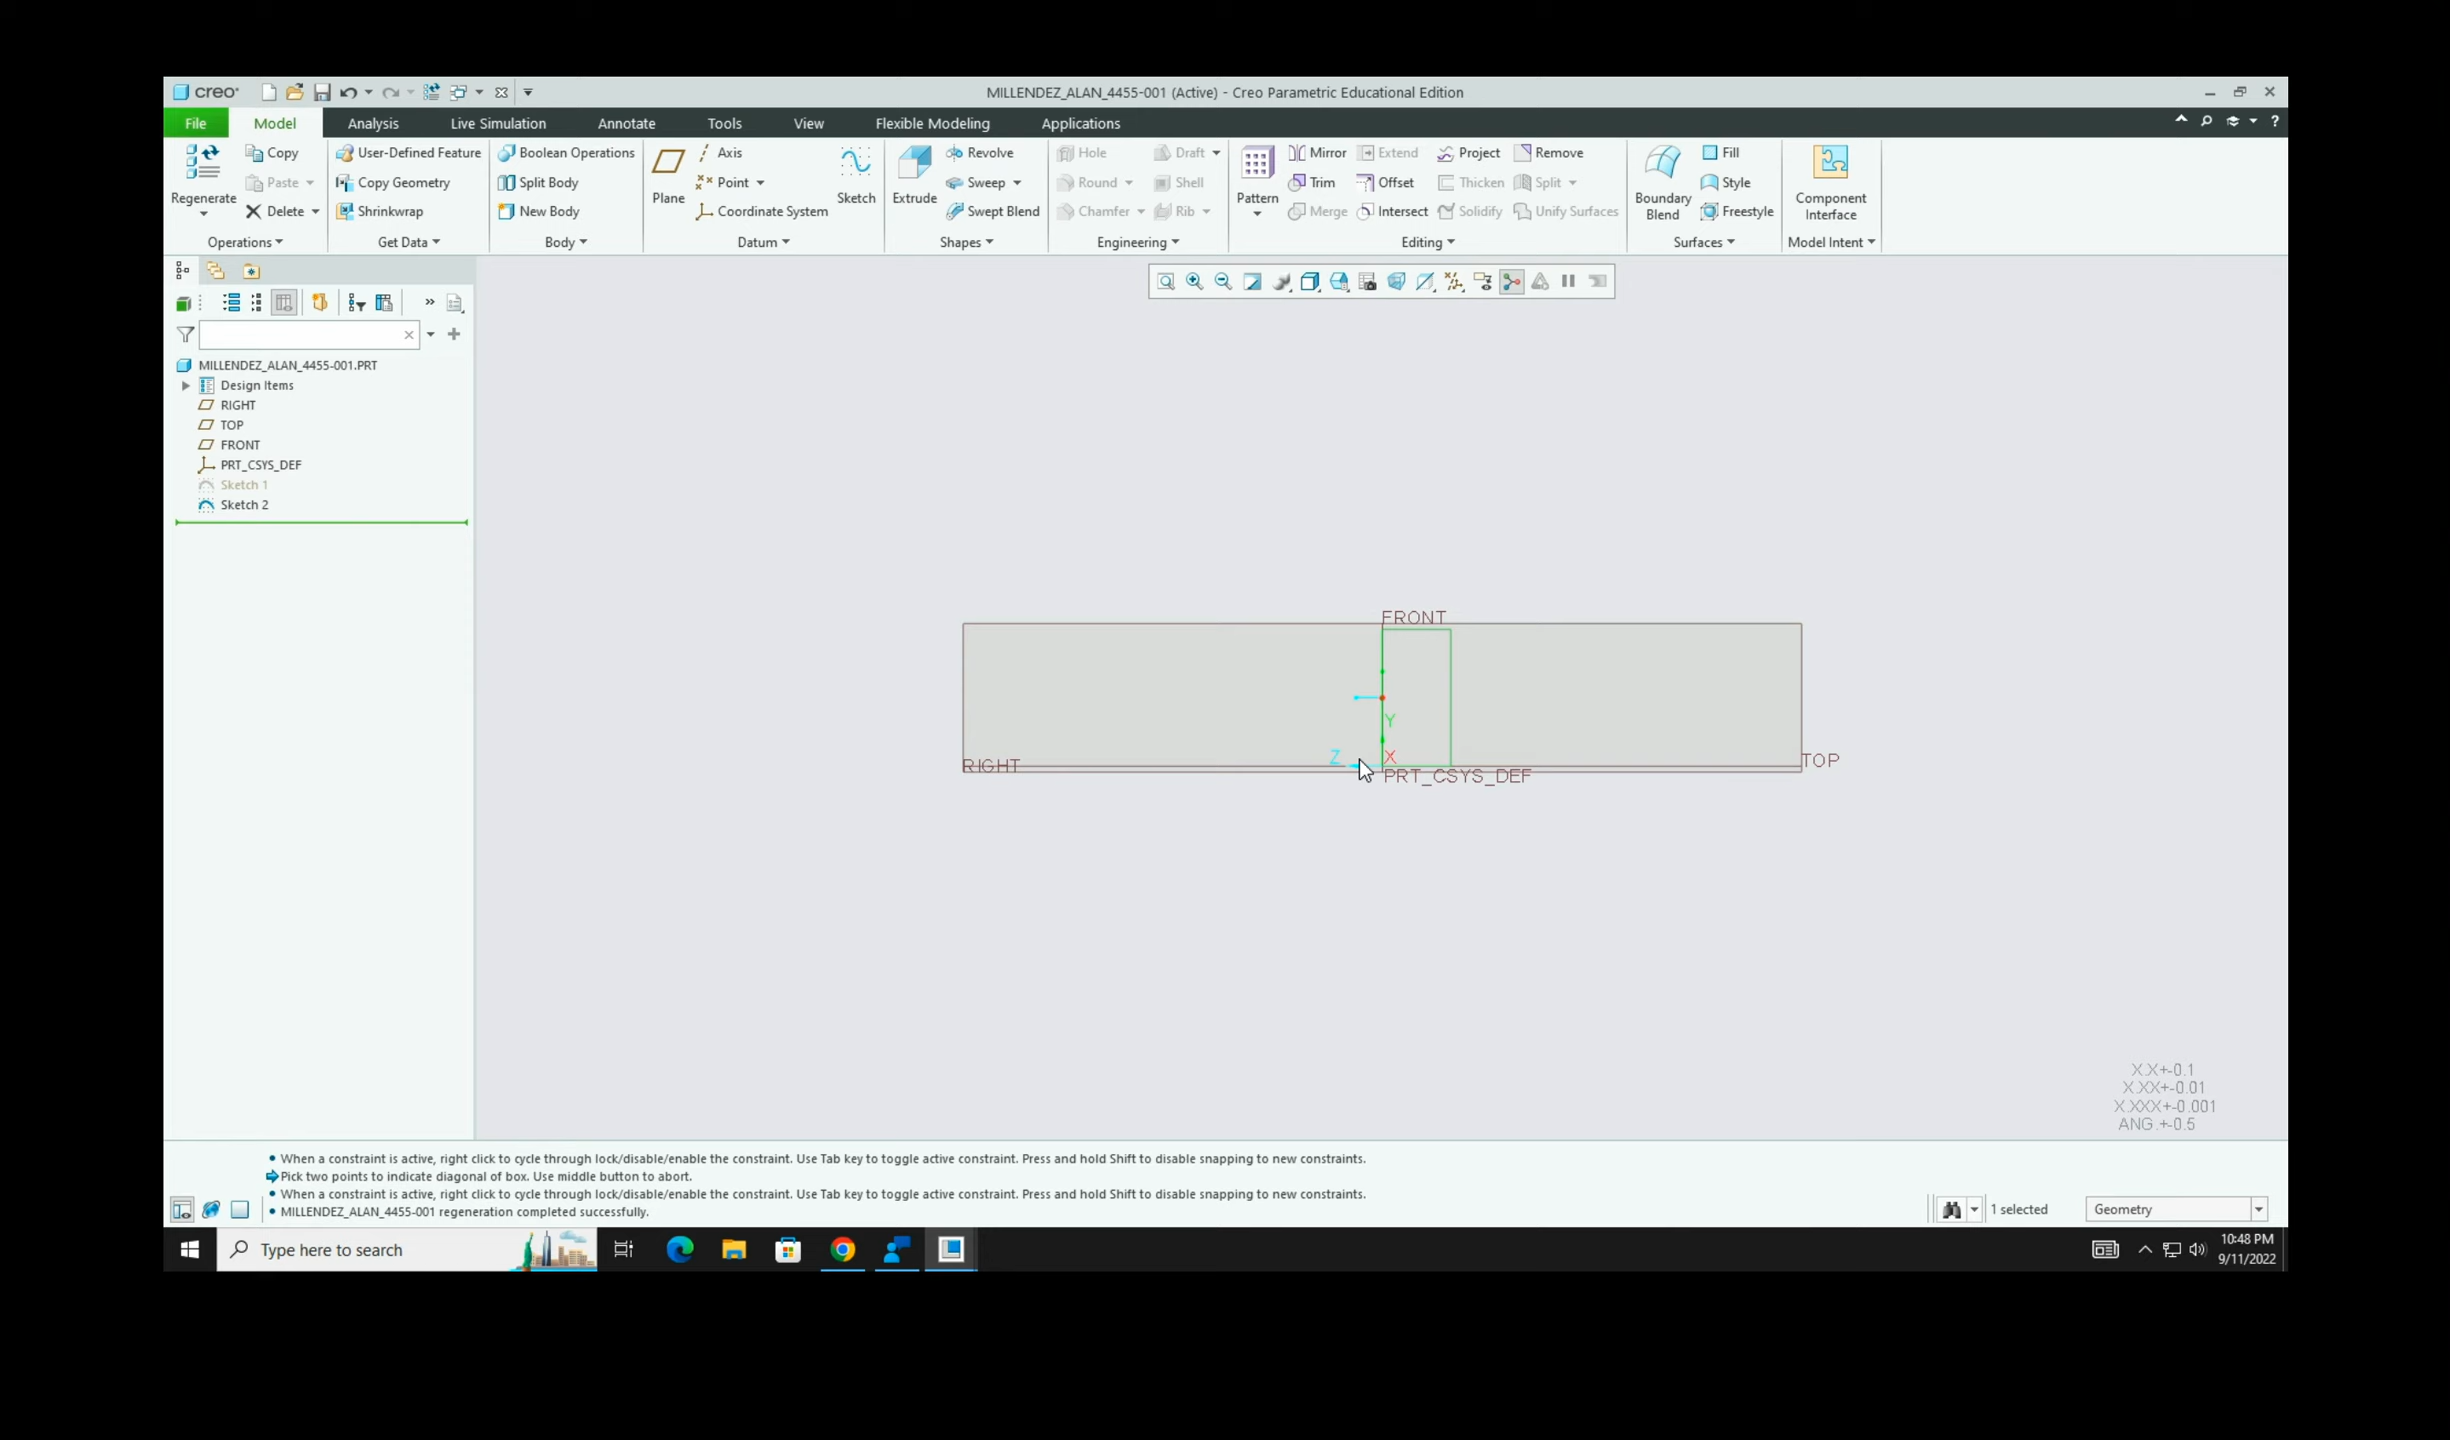 creo
MILLENDEZ_ALAN_4455-001 (Active) - Creo Parametric Educational Edition
File Model Analysis Live Simulation Annotate Tools View Flexible Modeling Applications
Regenerate
Copy
Paste
Delete
Operations
User-Defined Feature
Copy Geometry
Shrinkwrap
Get Data
Boolean Operations
Split Body
New Body
Body
Plane
Axis
Point
Coordinate System
Sketch
Datum
Extrude
Revolve
Sweep
Swept Blend
Shapes
Hole
Round
Chamfer
Draft
Shell
Rib
Engineering
Pattern
Mirror
Trim
Merge
Extend
Offset
Intersect
Project
Thicken
Solidify
Remove
Split
Unify Surfaces
Editing
Boundary
Blend
Fill
Style
Freestyle
Surfaces
Component
Interface
Model Intent
MILLENDEZ_ALAN_4455-001.PRT
Design Items
RIGHT
TOP
FRONT
PRT_CSYS_DEF
Sketch 1
Sketch 2
FRONT
Y
Z
X
RIGHT
TOP
PRT_CSYS_DEF
X.X+-0.1
X.XX+-0.01
X.XXX+-0.001
ANG.+-0.5
When a constraint is active, right click to cycle through lock/disable/enable the constraint. Use Tab key to toggle active constraint. Press and hold Shift to disable snapping to new constraints.
Pick two points to indicate diagonal of box. Use middle button to abort.
When a constraint is active, right click to cycle through lock/disable/enable the constraint. Use Tab key to toggle active constraint. Press and hold Shift to disable snapping to new constraints.
MILLENDEZ_ALAN_4455-001 regeneration completed successfully.
1 selected
Geometry
Type here to search
10:48 PM
9/11/2022